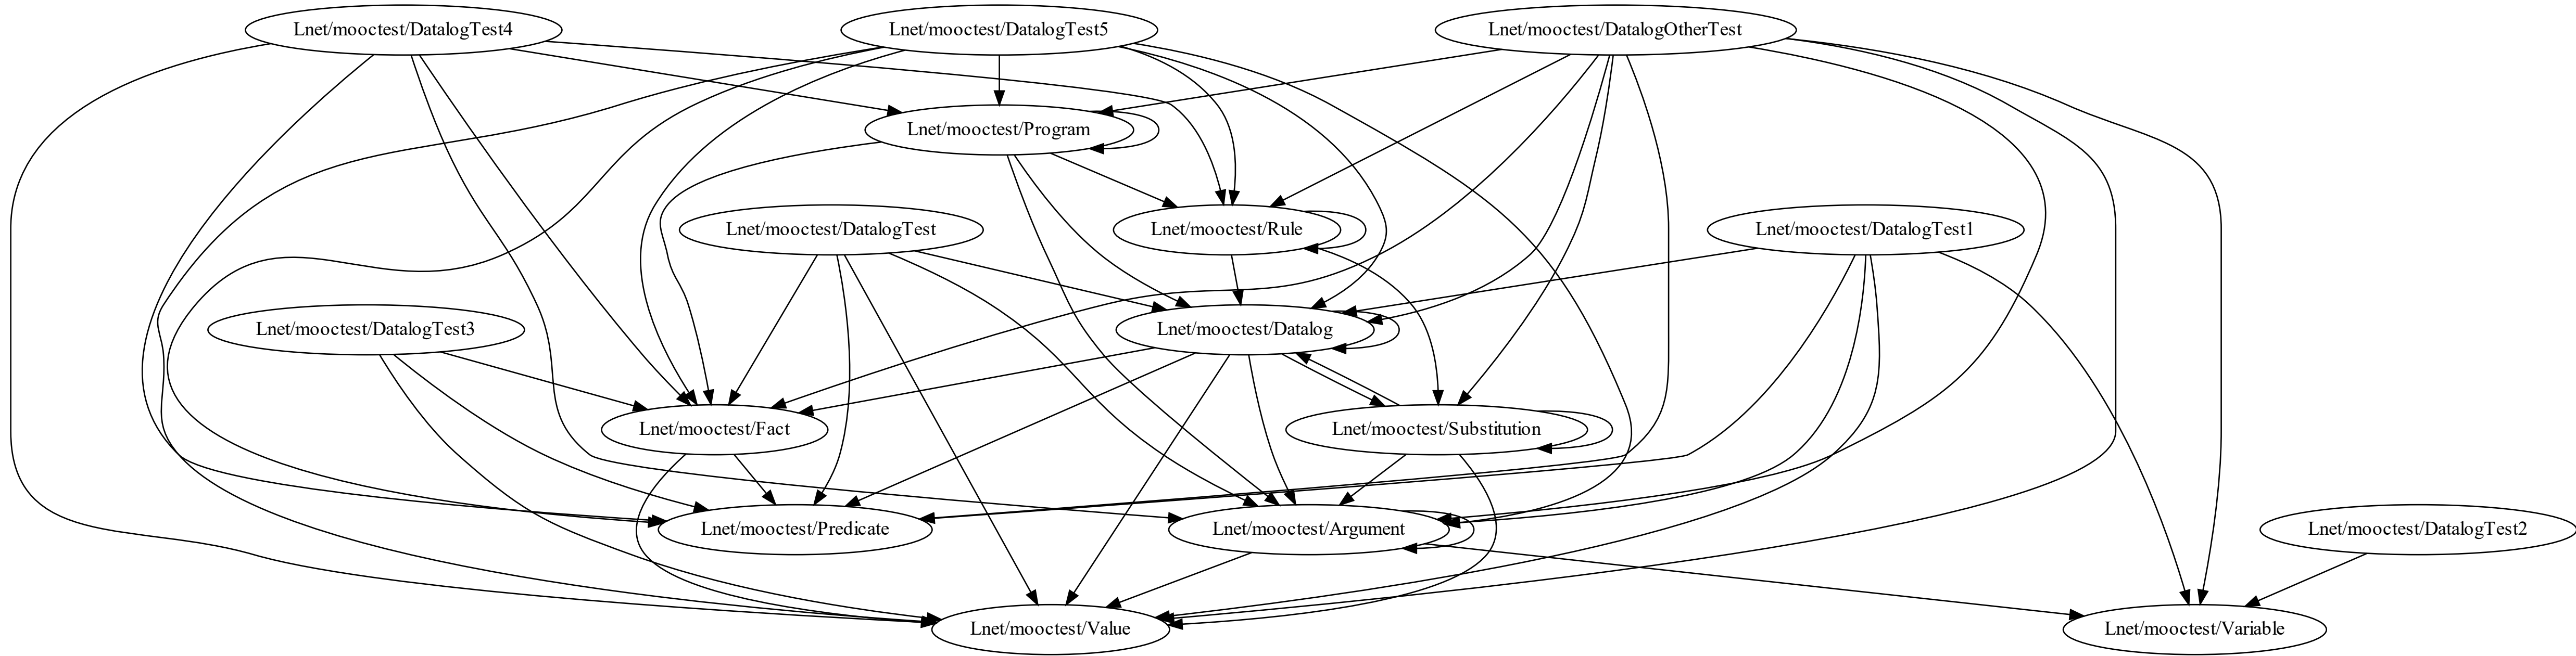 Lnet/mooctest/DatalogTest4
Lnet/mooctest/DatalogTest5
Lnet/mooctest/DatalogOtherTest
Lnet/mooctest/Program
Lnet/mooctest/DatalogTest
Lnet/mooctest/Rule
Lnet/mooctest/DatalogTest1
Lnet/mooctest/DatalogTest3
Lnet/mooctest/Datalog
Lnet/mooctest/Fact
Lnet/mooctest/Substitution
Lnet/mooctest/Predicate
Lnet/mooctest/Argument
Lnet/mooctest/DatalogTest2
Lnet/mooctest/Value
Lnet/mooctest/Variable